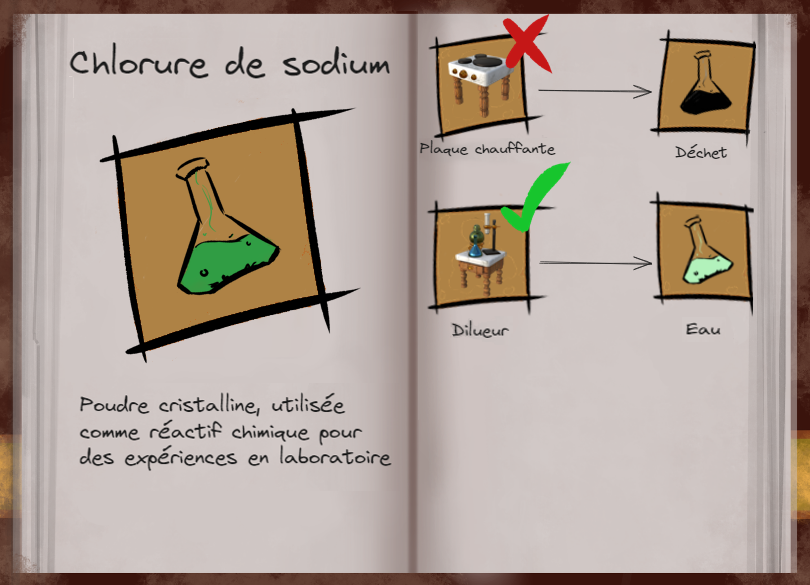 Chlorure de sodium
Poudre cristalline, utilisée
comme réactif chimique pour
des expériences en laboratoire
Plaque chauffante
Déchet
Dilueur
Eau